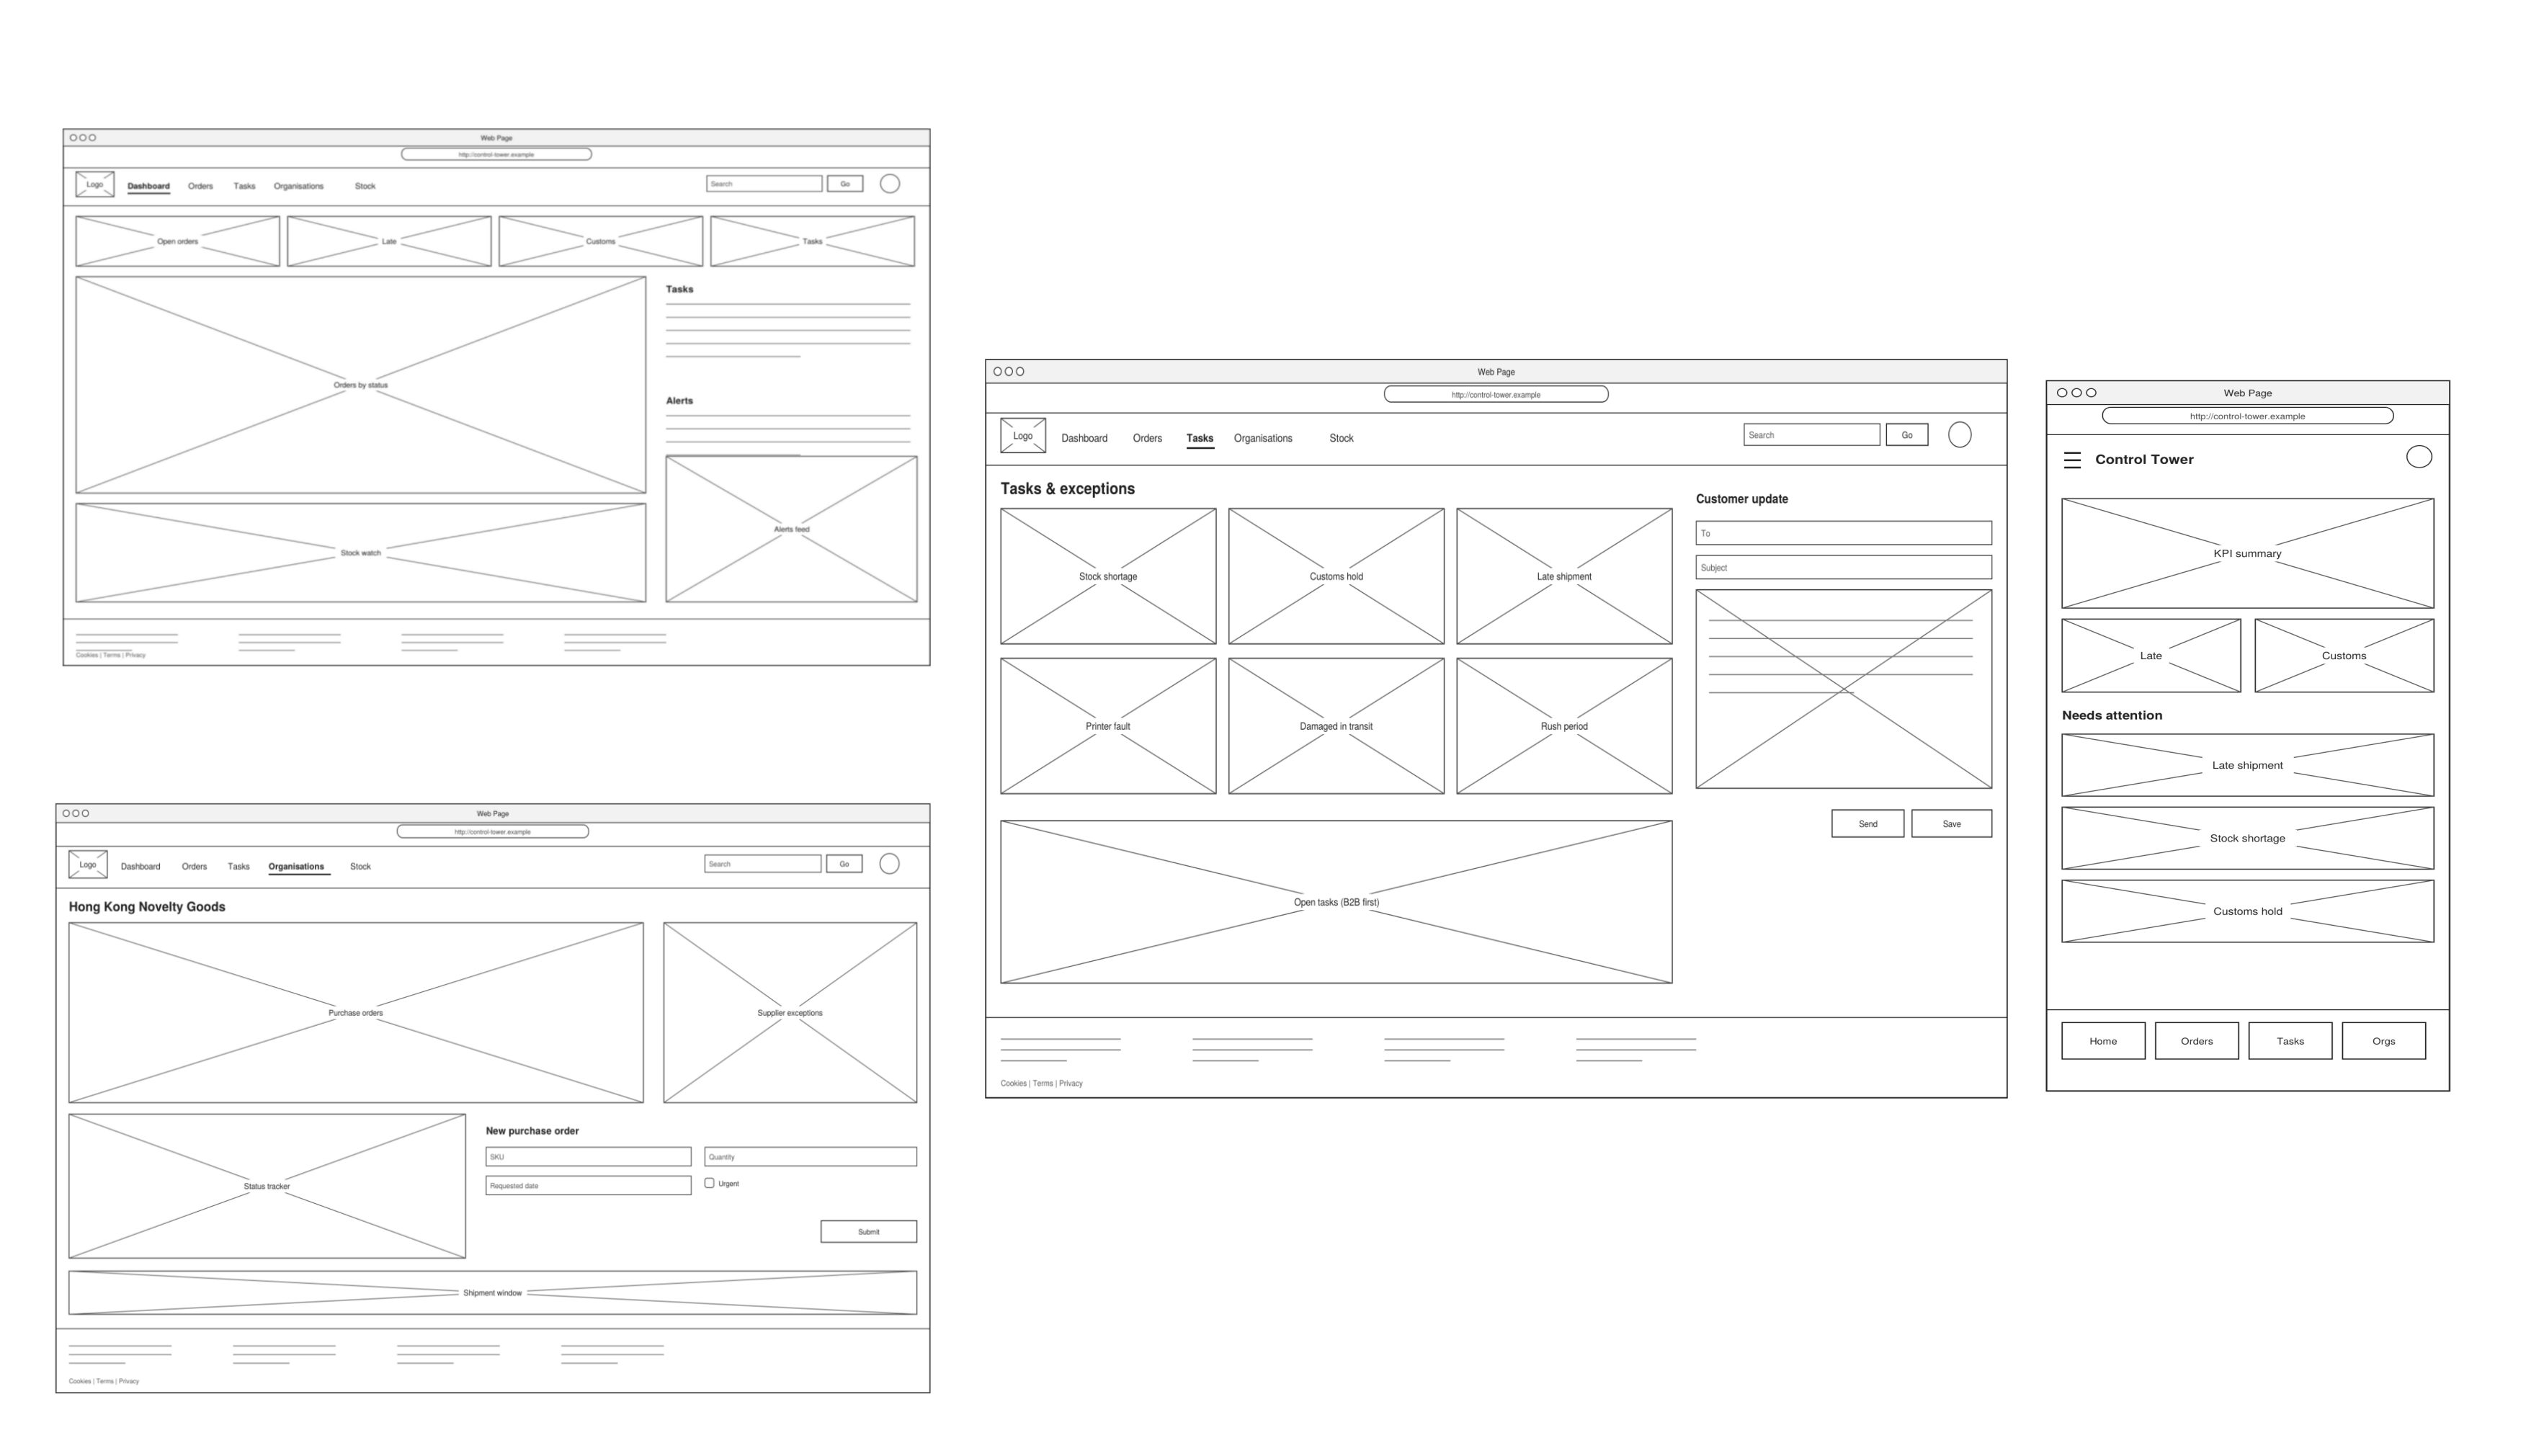 Web Page
http://control-tower.example
Logo Dashboard Orders Tasks Organisations Stock Search Go
Open orders Late Customs Tasks
Tasks
Orders by status
Alerts
Alerts feed
Stock watch
Cookies | Terms | Privacy
Web Page
http://control-tower.example
Logo Dashboard Orders Tasks Organisations Stock Search Go
Hong Kong Novelty Goods
Purchase orders Supplier exceptions
New purchase order
SKU Quantity
Requested date Urgent
Status tracker
Submit
Shipment window
Cookies | Terms | Privacy
Web Page
http://control-tower.example
Logo Dashboard Orders Tasks Organisations Stock Search Go
Tasks & exceptions
Customer update
To
Subject
Stock shortage Customs hold Late shipment
Printer fault Damaged in transit Rush period
Send Save
Open tasks (B2B first)
Cookies | Terms | Privacy
Web Page
http://control-tower.example
Control Tower
KPI summary
Late Customs
Needs attention
Late shipment
Stock shortage
Customs hold
Home Orders Tasks Orgs